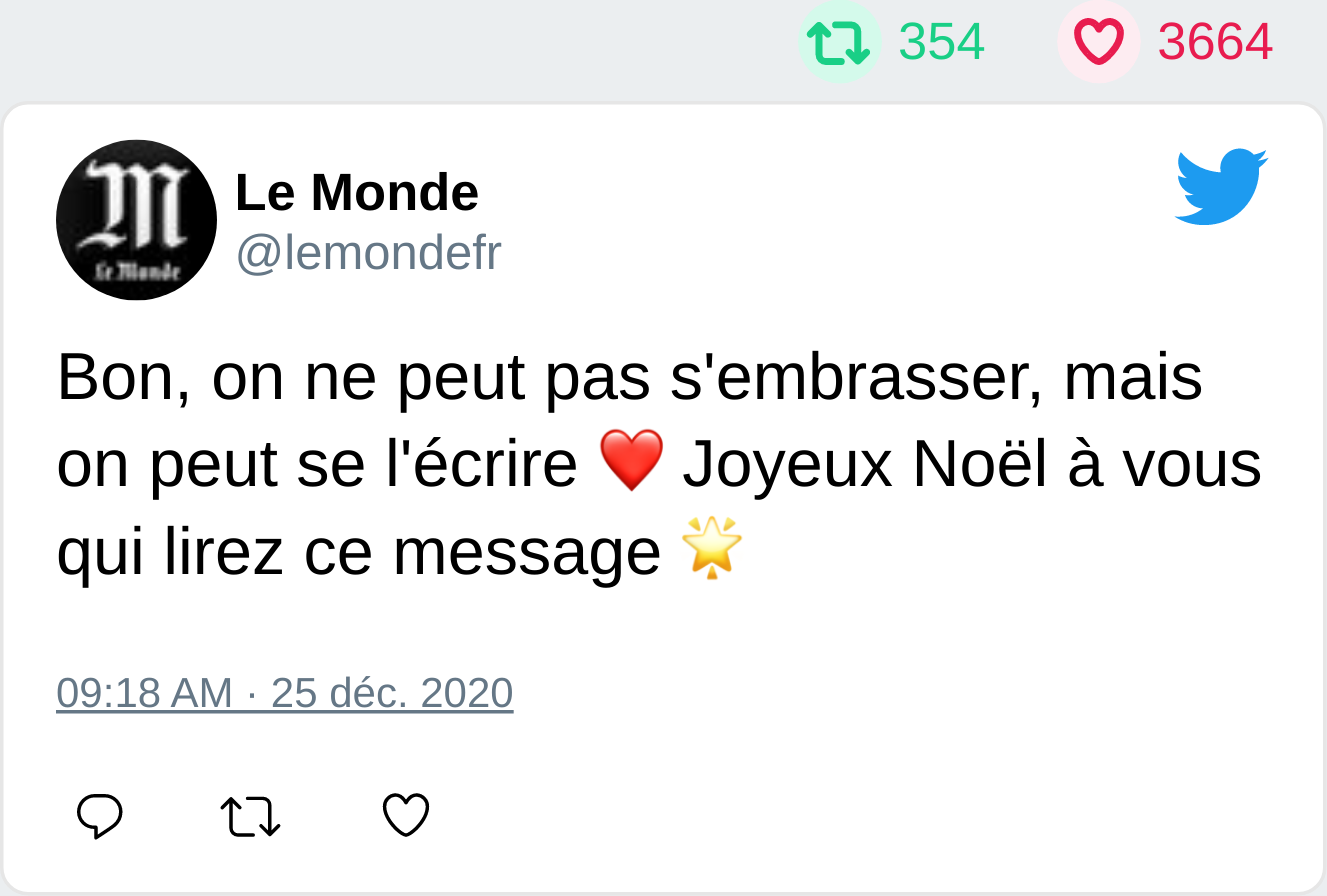 354 3664
Le Monde
Le Monde
@lemondefr
Bon, on ne peut pas s'embrasser, mais
on peut se l'écrire ❤️ Joyeux Noël à vous
qui lirez ce message 🌟
09:18 AM · 25 déc. 2020